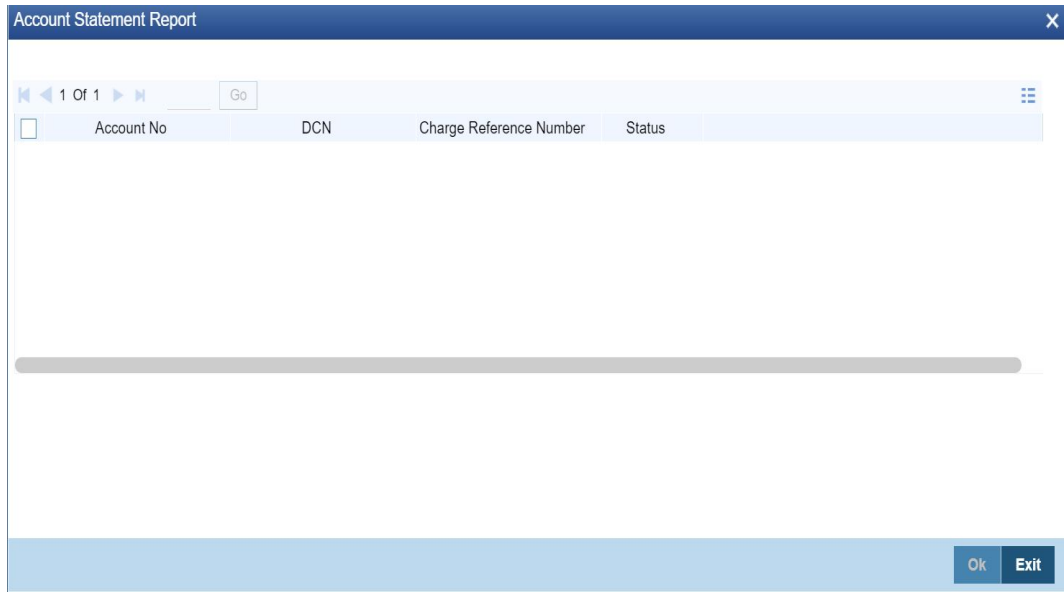 Account Statement Report X
1 Of 1 Go
Account No DCN Charge Reference Number Status
Ok Exit